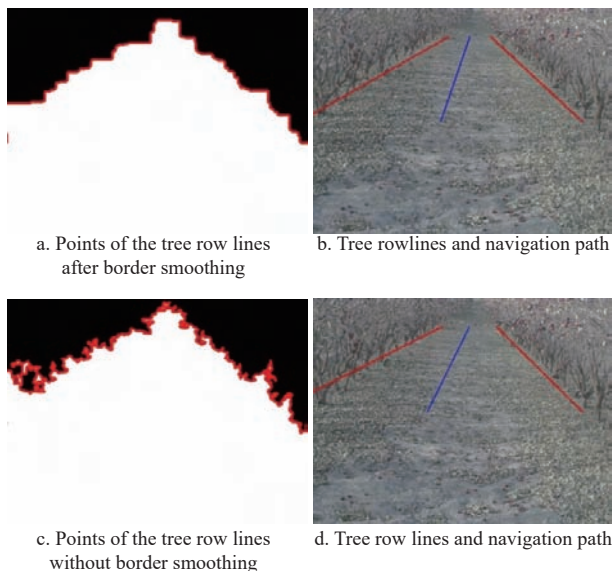 a. Points of the tree row lines
after border smoothing
b. Tree rowlines and navigation path
c. Points of the tree row lines
without border smoothing
d. Tree row lines and navigation path